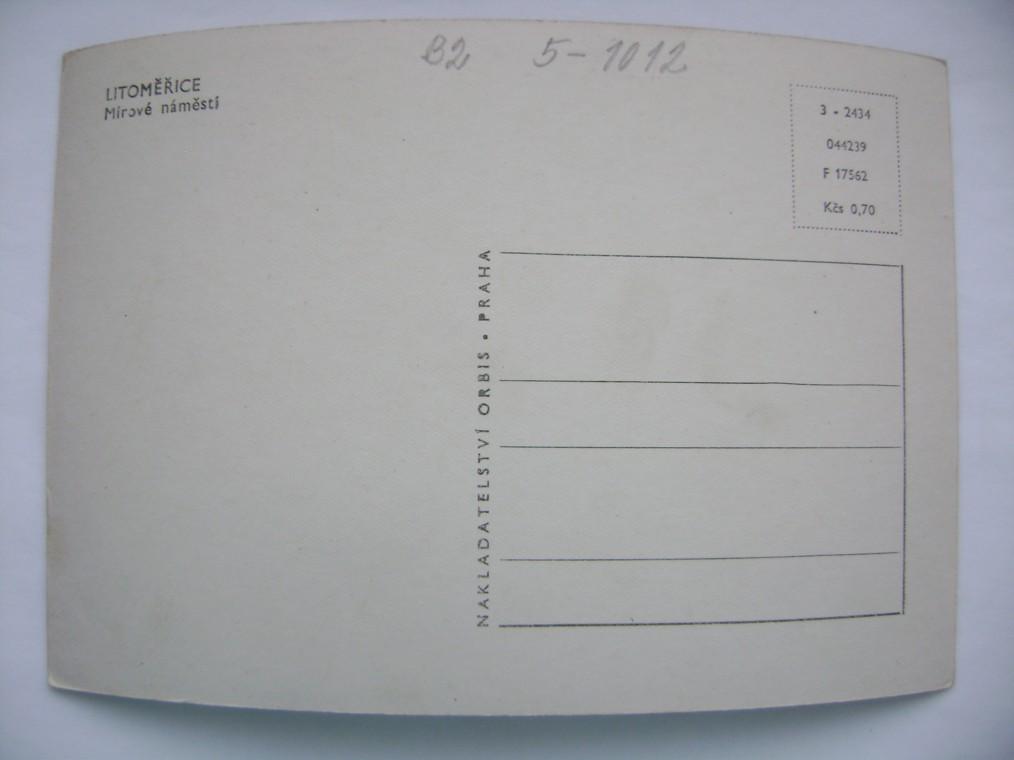 B2 5-1012
LITOMĚŘICE
Mírové náměstí
3 - 2434
044239
F 17562
Kčs 0,70
NAKLADATELSTVÍ ORBIS • PRAHA